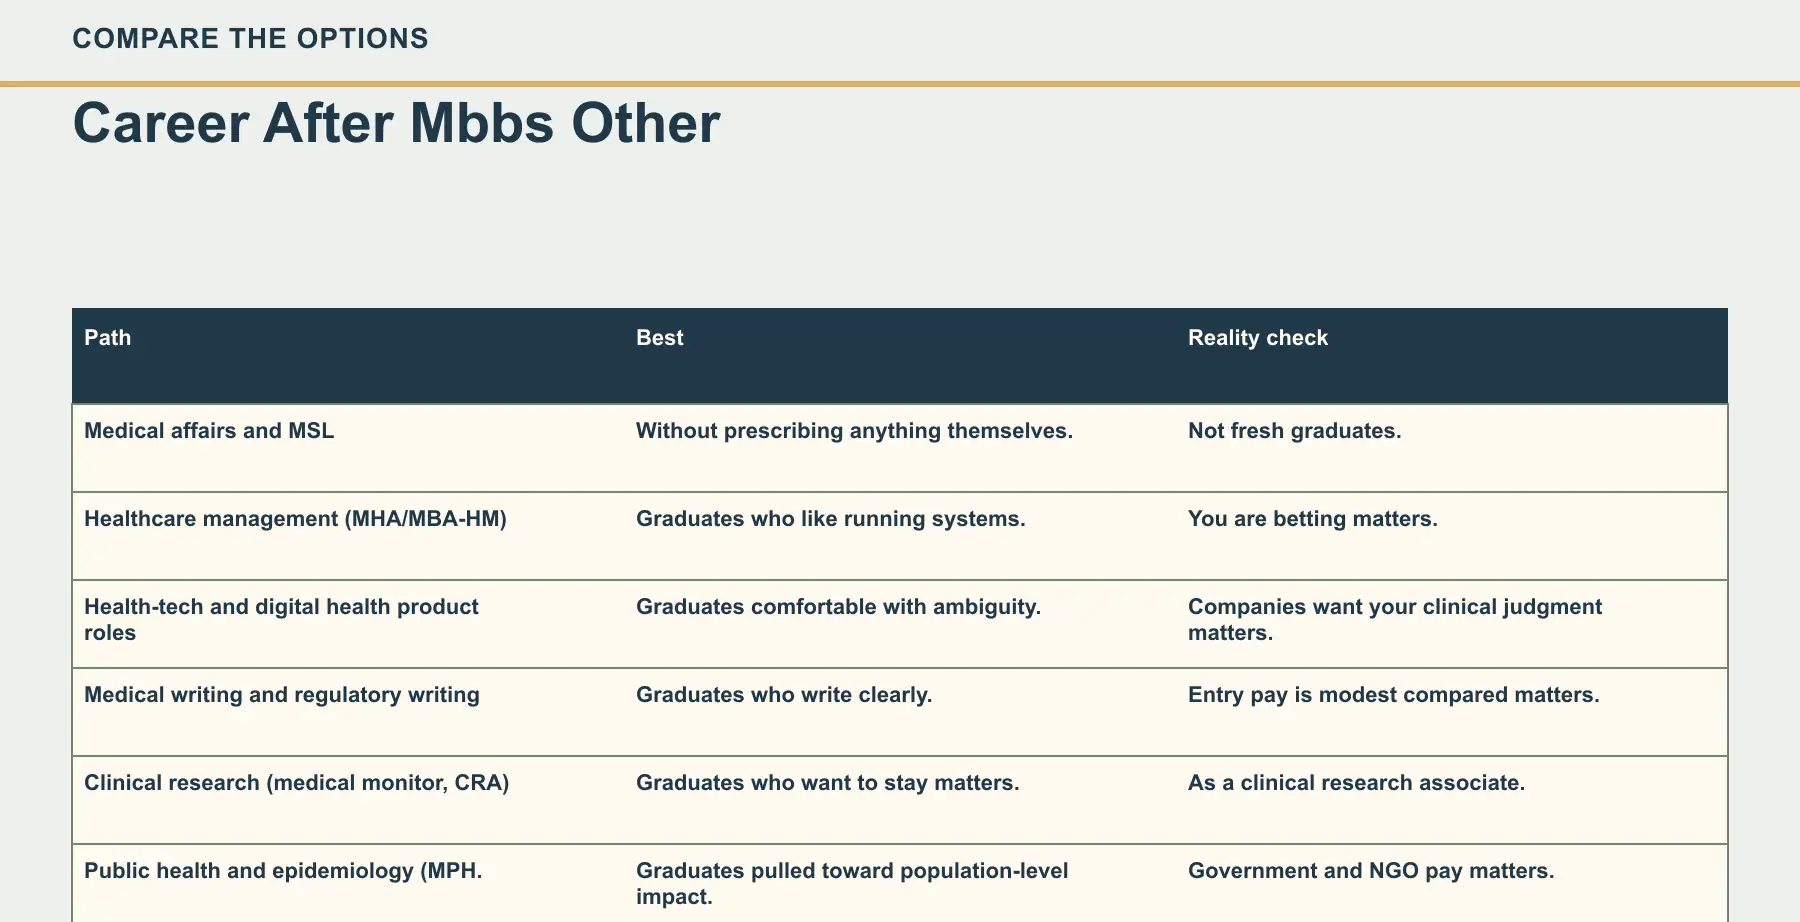 COMPARE THE OPTIONS
Career After Mbbs Other
Path Best Reality check
Medical affairs and MSL Without prescribing anything themselves. Not fresh graduates.
Healthcare management (MHA/MBA-HM) Graduates who like running systems. You are betting matters.
Health-tech and digital health product
roles
Graduates comfortable with ambiguity.
Companies want your clinical judgment
matters.
Medical writing and regulatory writing Graduates who write clearly. Entry pay is modest compared matters.
Clinical research (medical monitor, CRA) Graduates who want to stay matters. As a clinical research associate.
Public health and epidemiology (MPH.
Graduates pulled toward population-level
impact.
Government and NGO pay matters.